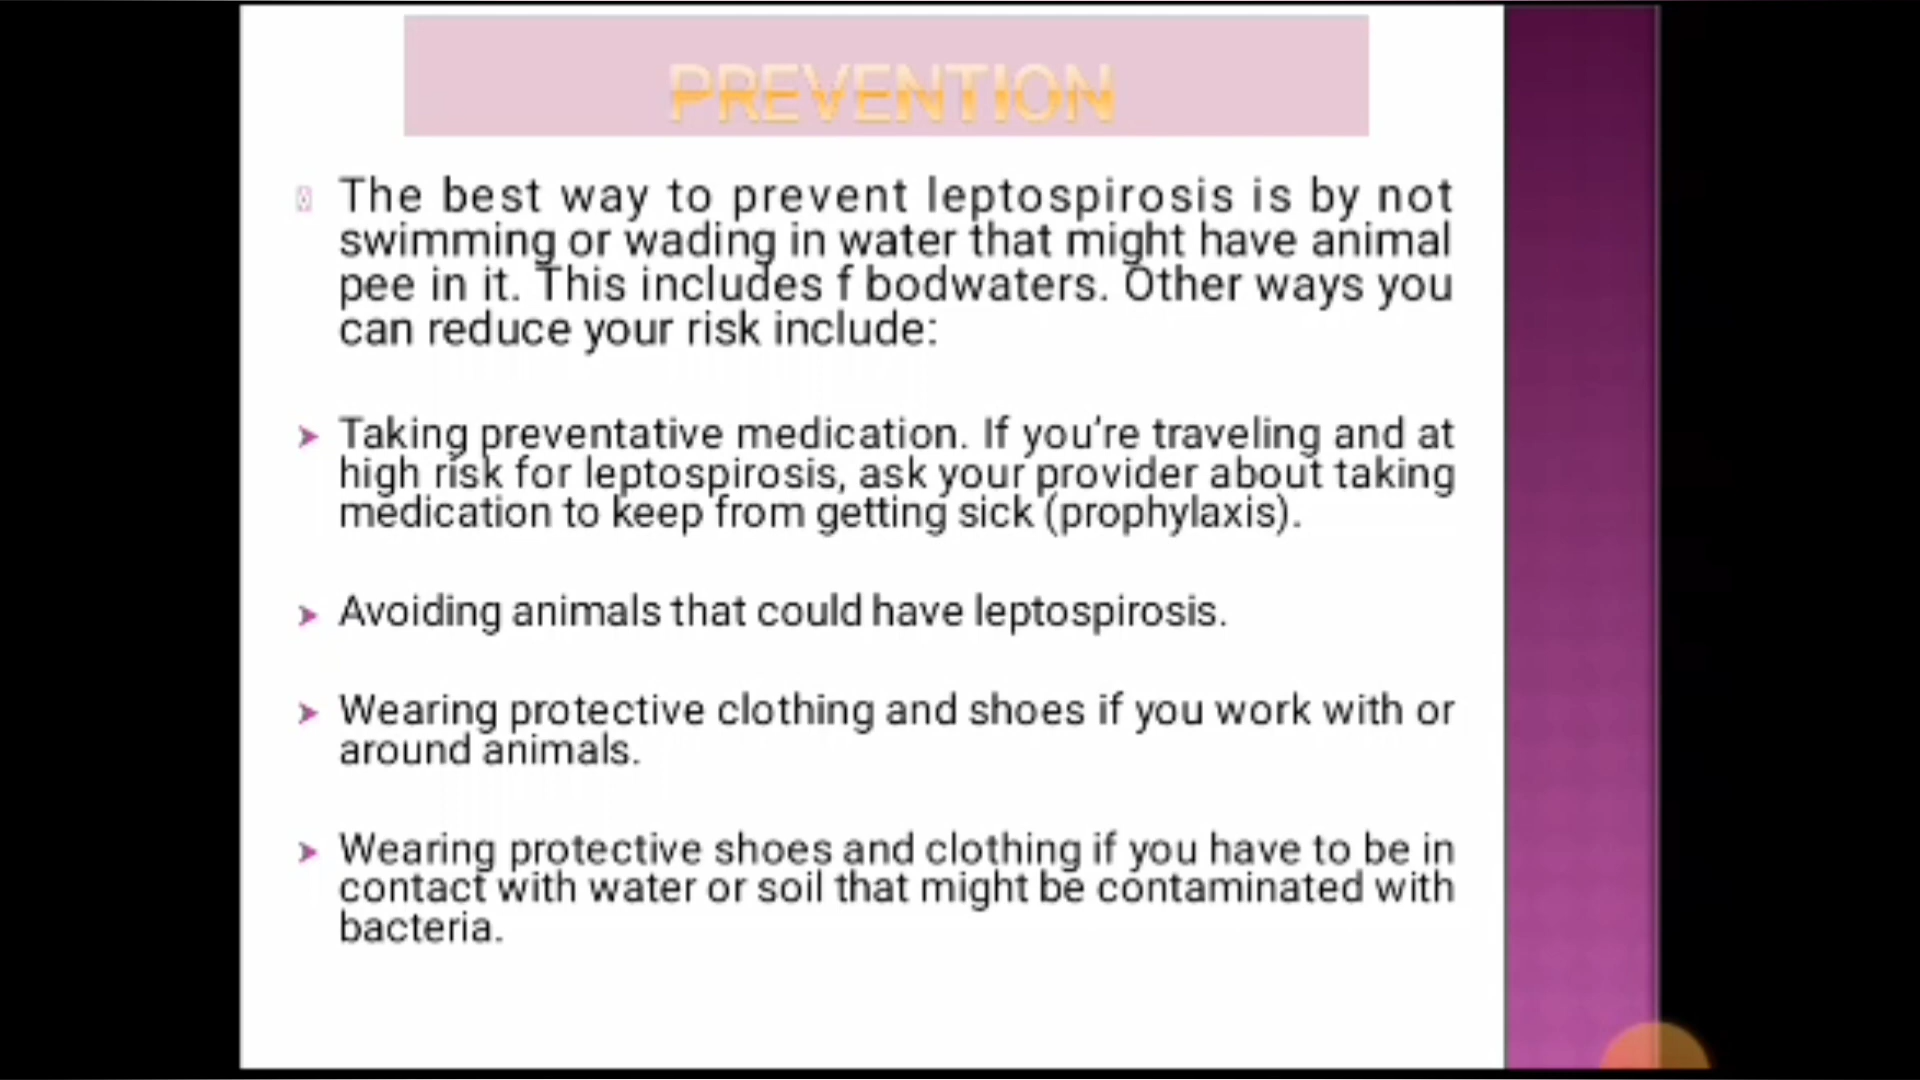 PREVENTION
The best way to prevent leptospirosis is by not
swimming or wading in water that might have animal
pee in it. This includes f bodwaters. Other ways you
can reduce your risk include:
➤ Taking preventative medication. If you're traveling and at
high risk for leptospirosis, ask your provider about taking
medication to keep from getting sick (prophylaxis).
➤ Avoiding animals that could have leptospirosis.
➤ Wearing protective clothing and shoes if you work with or
around animals.
➤ Wearing protective shoes and clothing if you have to be in
contact with water or soil that might be contaminated with
bacteria.